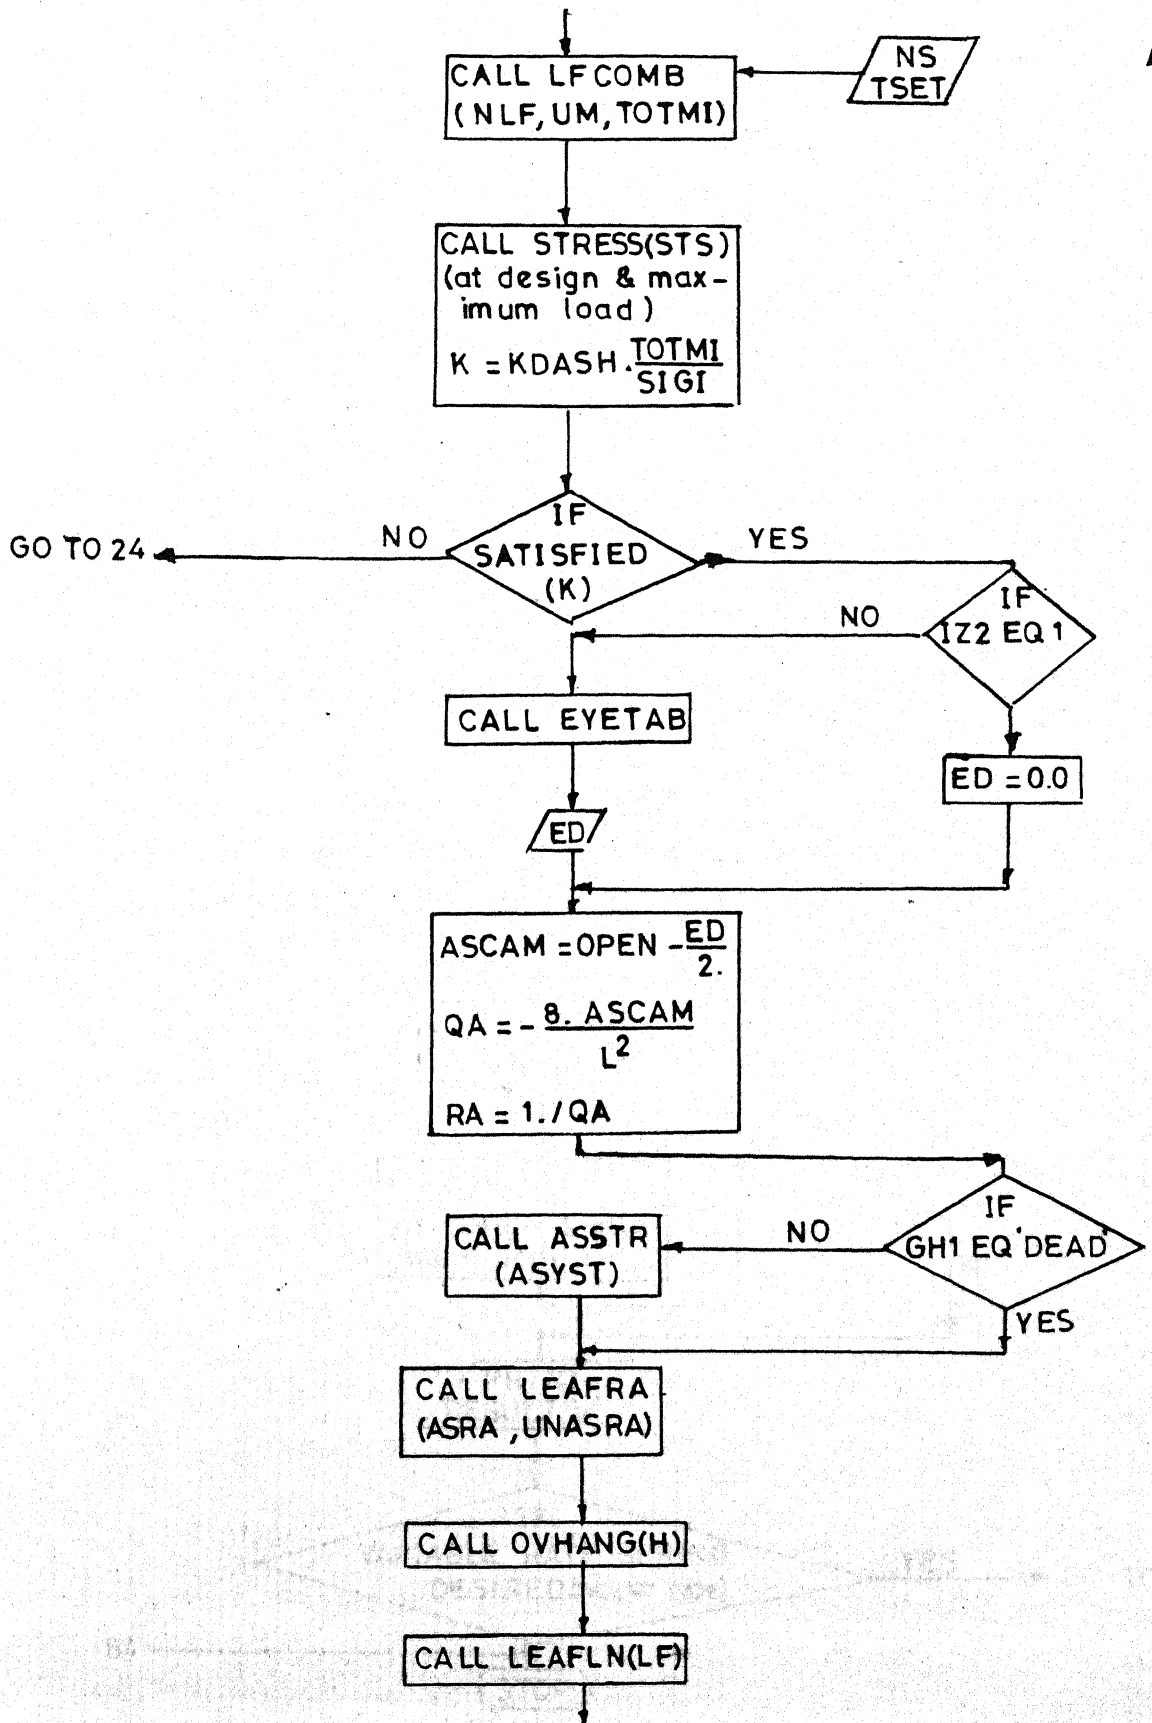 CALL LFCOMB
(NLF, UM, TOTMI)
NS
TSET
CALL STRESS(STS)
(at design & max-
imum load)
K = KDASH. TOTMI
SIGI
IF
SATISFIED
(K)
NO
GO TO 24
YES
IF
IZ2 EQ 1
NO
CALL EYETAB
ED = 0.0
ED
ASCAM = OPEN - ED
2.
QA = - 8. ASCAM
L²
RA = 1. / QA
IF
GH1 EQ 'DEAD'
NO
CALL ASSTR
(ASYST)
YES
CALL LEAFRA
(ASRA, UNASRA)
CALL OVHANG(H)
CALL LEAFLN(LF)